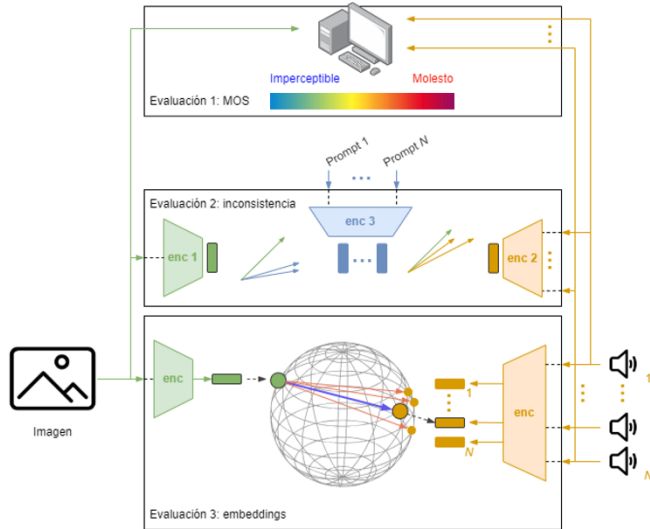 Imperceptible
Molesto
Evaluación 1: MOS
Prompt 1
Prompt N
Evaluación 2: inconsistencia
enc 3
enc 1
enc 2
enc
1
enc
1
N
N
Imagen
Evaluación 3: embeddings